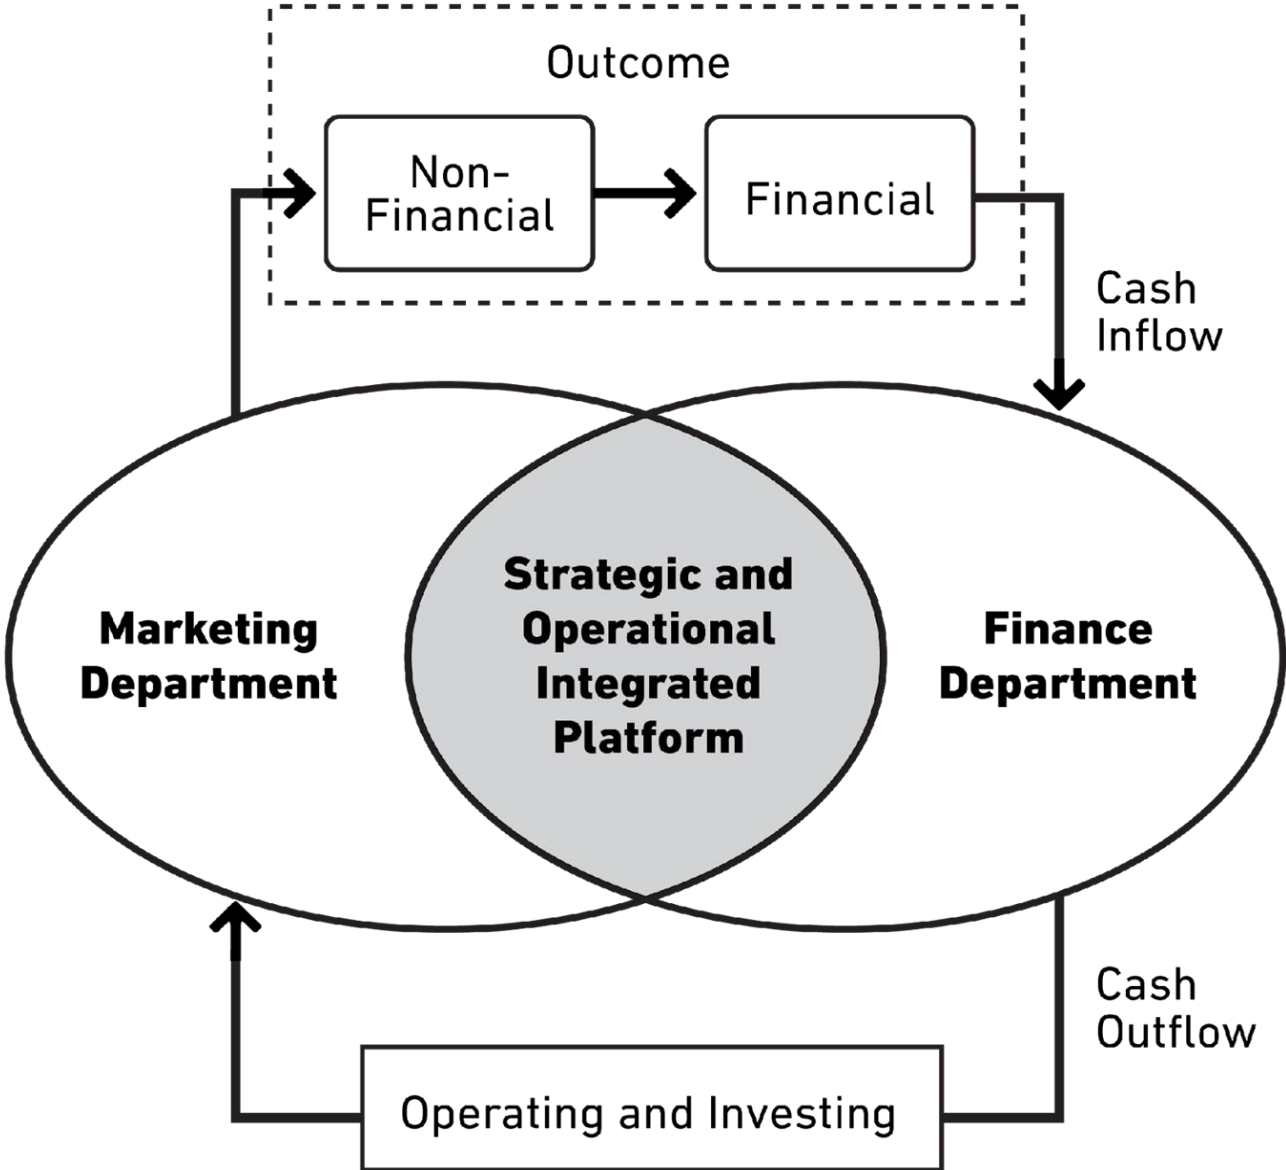 Outcome
Non-
Financial
Financial
Cash
Inflow
Marketing
Department
Strategic and
Operational
Integrated
Platform
Finance
Department
Cash
Outflow
Operating and Investing